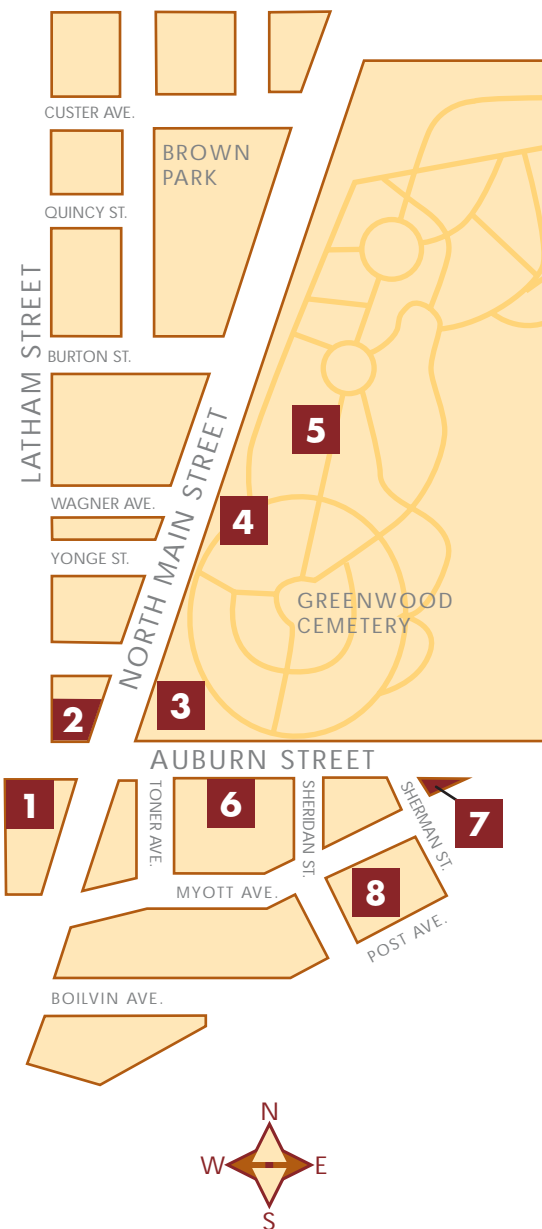 CUSTER AVE.
BROWN
PARK
QUINCY ST.
LATHAM STREET
BURTON ST.
5
WAGNER AVE.
NORTH MAIN STREET
4
YONGE ST.
GREENWOOD
CEMETERY
3
2
AUBURN STREET
1
TONER AVE.
6
SHERIDAN ST.
SHERMAN ST.
7
MYOTT AVE.
8
POST AVE.
BOILVIN AVE.
N
W
E
S